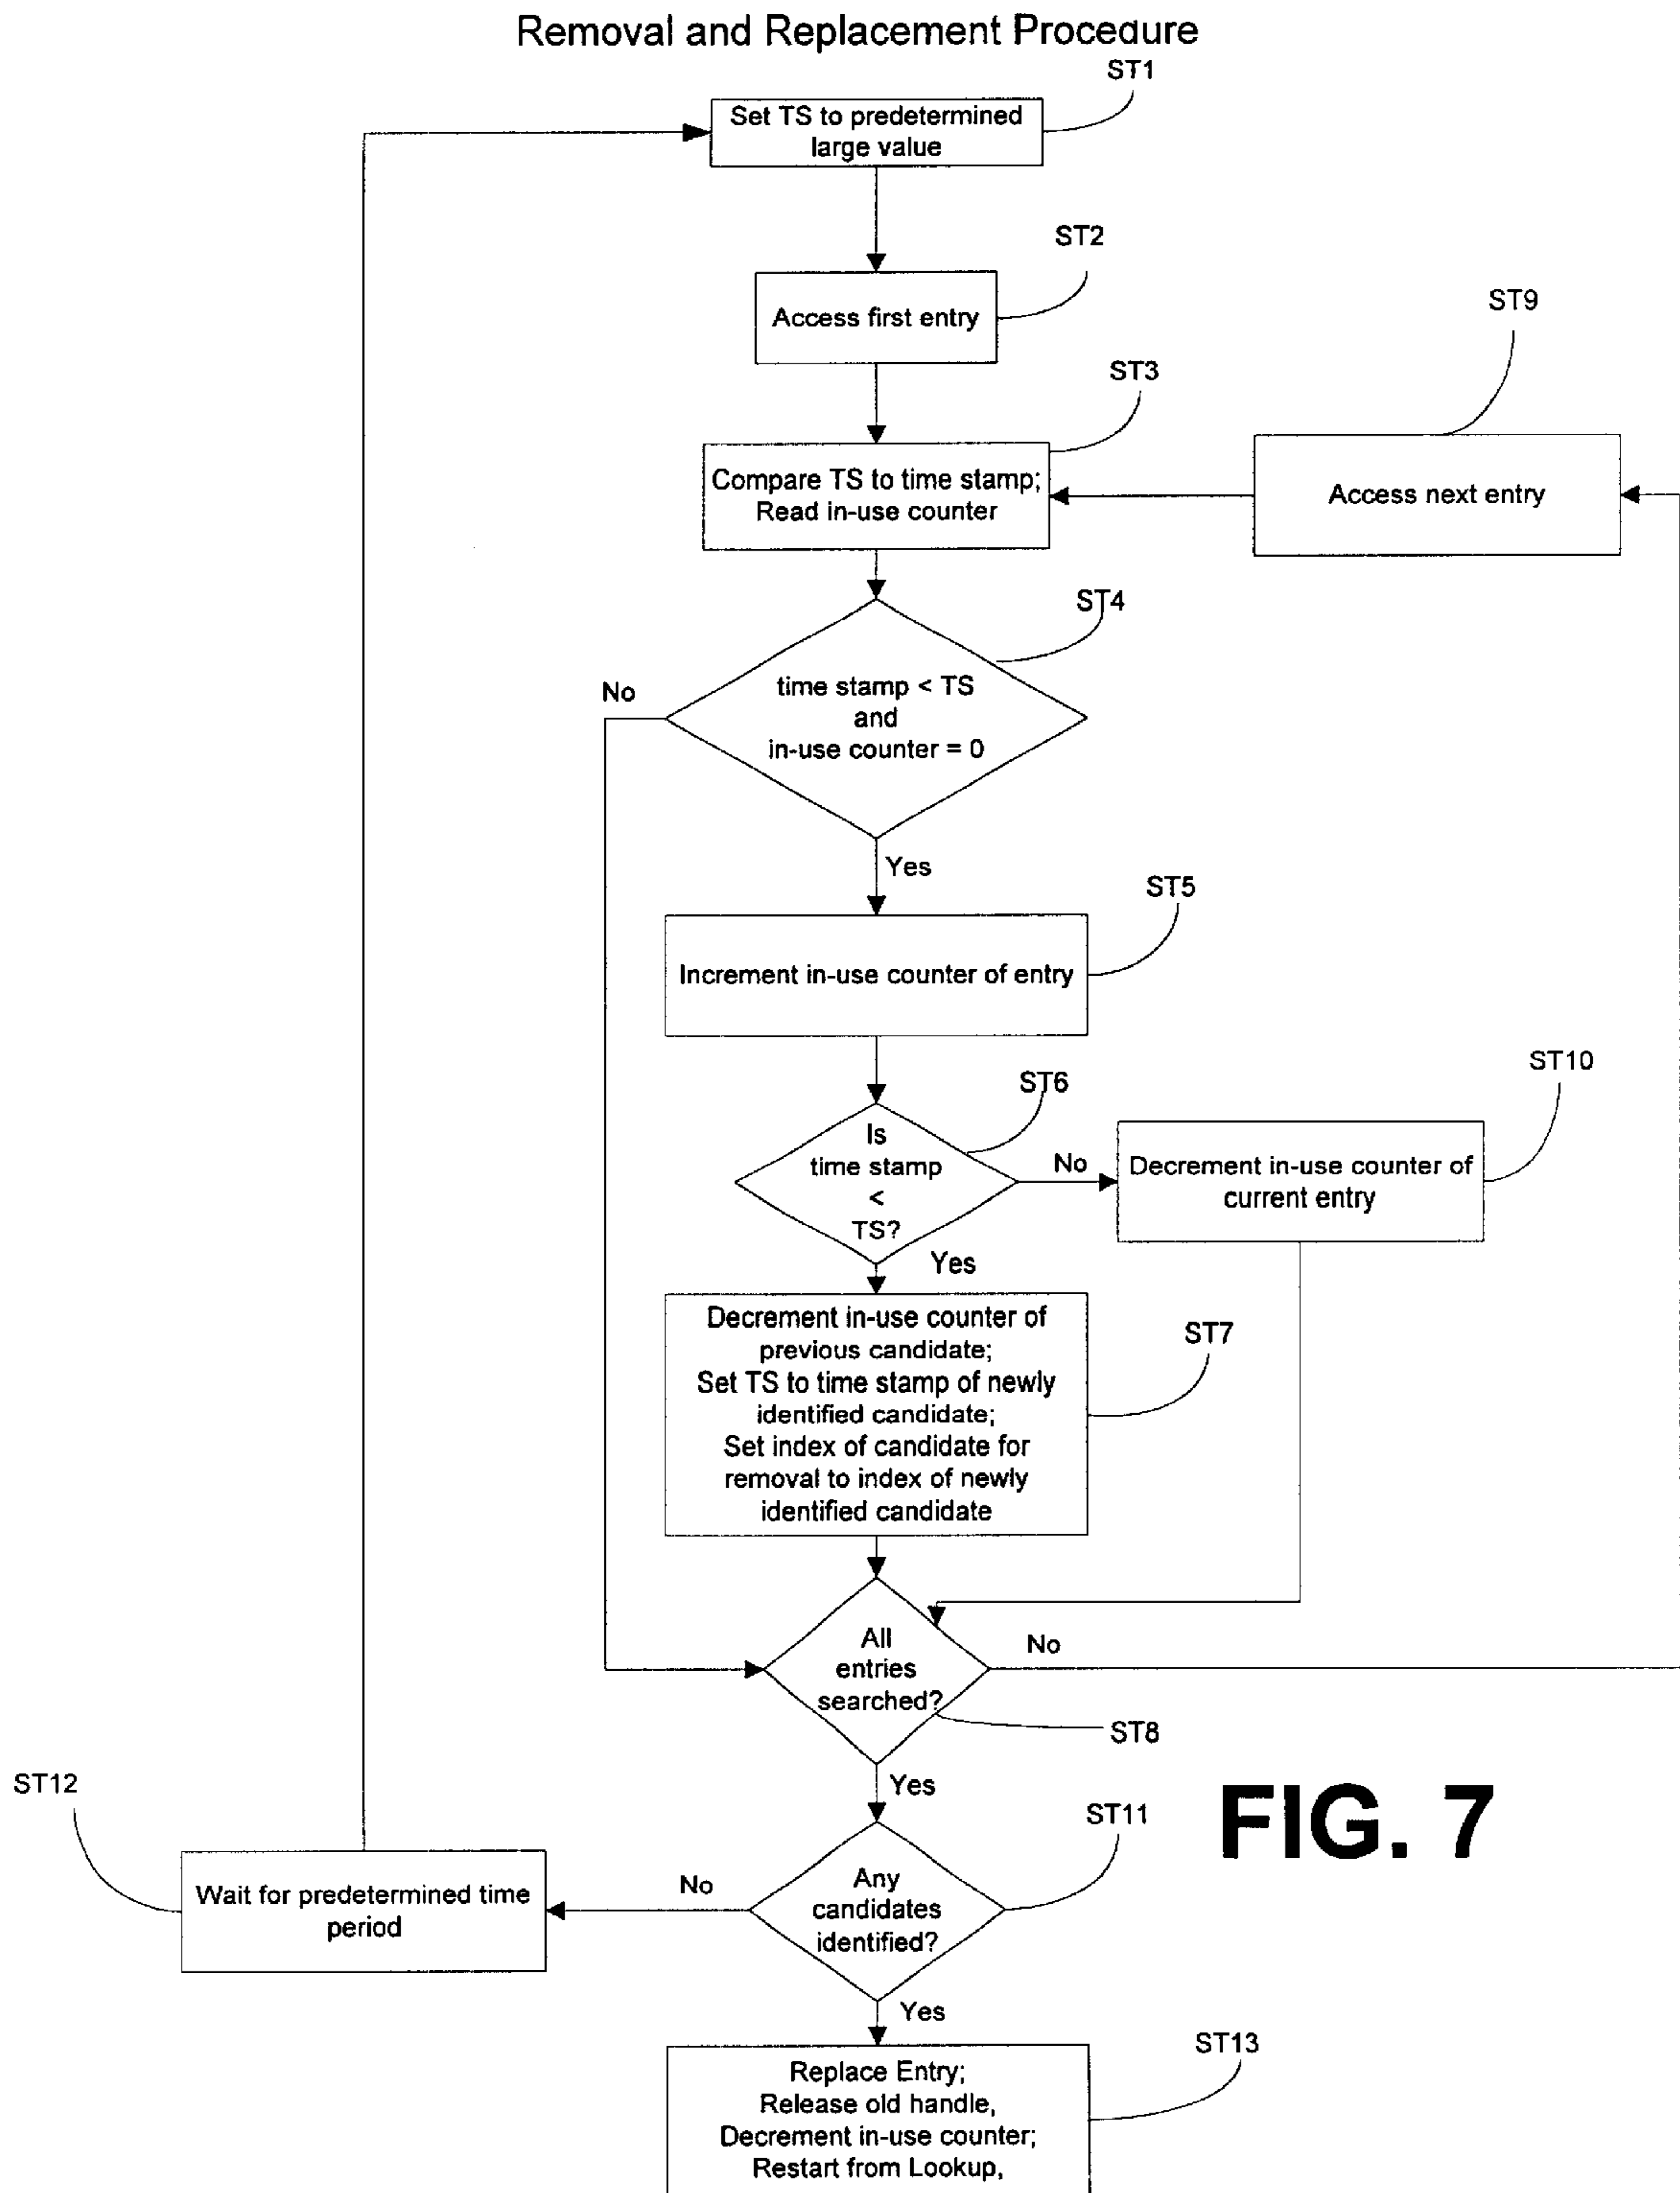 Removal and Replacement Procedure
ST1
Set TS to predetermined
large value
ST2
Access first entry
ST9
ST3
Compare TS to time stamp;
Read in-use counter
Access next entry
ST4
No
time stamp < TS
and
in-use counter = 0
Yes
ST5
Increment in-use counter of entry
ST10
ST6
Is
time stamp
<
TS?
No
Decrement in-use counter of
current entry
Yes
Decrement in-use counter of
previous candidate;
Set TS to time stamp of newly
identified candidate;
Set index of candidate for
removal to index of newly
identified candidate
ST7
All
entries
searched?
No
ST8
Yes
ST12
ST11
FIG. 7
Wait for predetermined time
period
No
Any
candidates
identified?
Yes
ST13
Replace Entry;
Release old handle,
Decrement in-use counter;
Restart from Lookup,